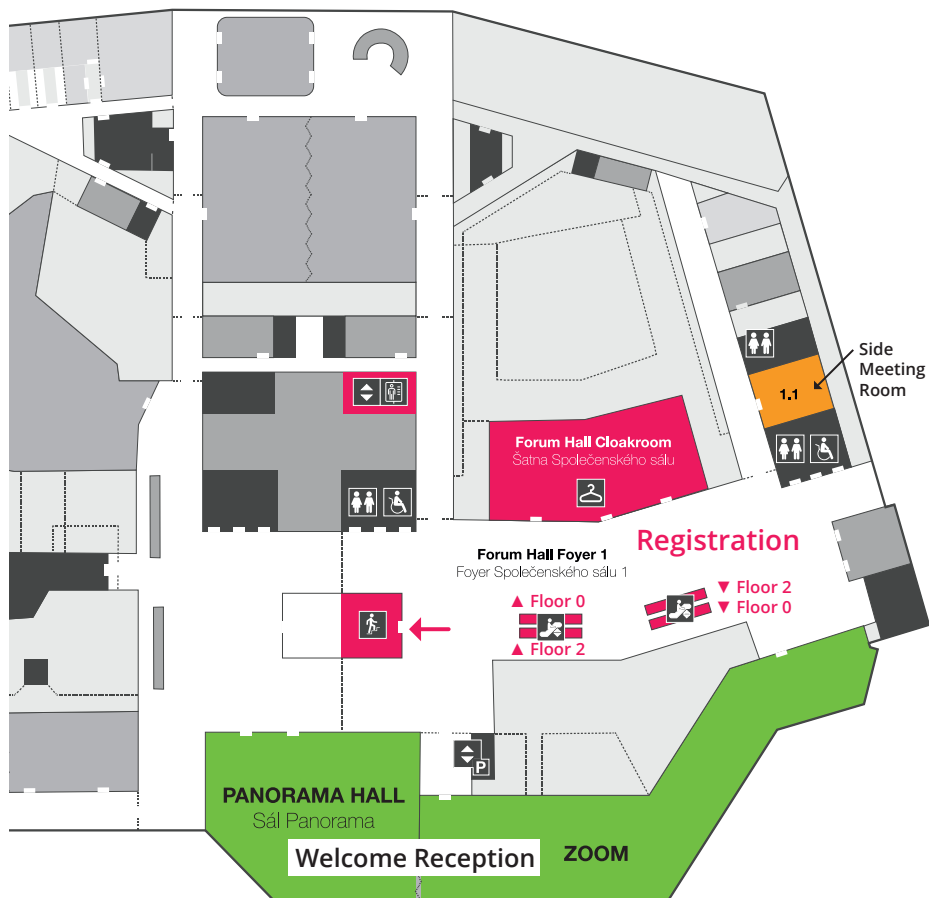 Side
Meeting
Room
1.1
Forum Hall Cloakroom
Šatna Společenského sálu
Registration
Forum Hall Foyer 1
Foyer Společenského sálu 1
▲ Floor 0
▲ Floor 2
▼ Floor 2
▼ Floor 0
P
PANORAMA HALL
Sál Panorama
Welcome Reception
ZOOM